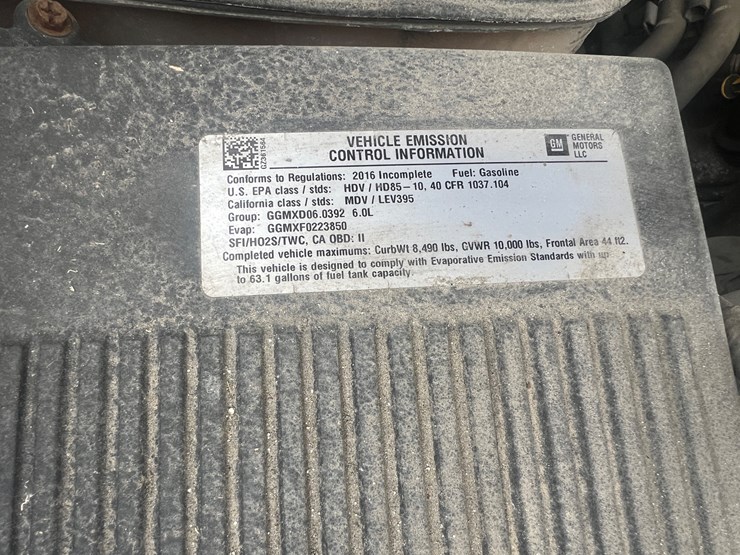 VEHICLE EMISSION
CONTROL INFORMATION
GM
GENERAL
MOTORS
LLC
Conforms to Regulations: 2016 Incomplete Fuel: Gasoline
U.S. EPA class / stds: HDV / HD85-10, 40 CFR 1037.104
California class / stds: MDV / LEV395
Group: GGMXD06.0392 6.0L
Evap: GGMXF0223850
SFI/HO2S/TWC, CA OBD: II
Completed vehicle maximums: CurbWt 8,490 lbs, GVWR 10,000 lbs, Frontal Area 44 ft2.
This vehicle is designed to comply with Evaporative Emission Standards with up
to 63.1 gallons of fuel tank capacity